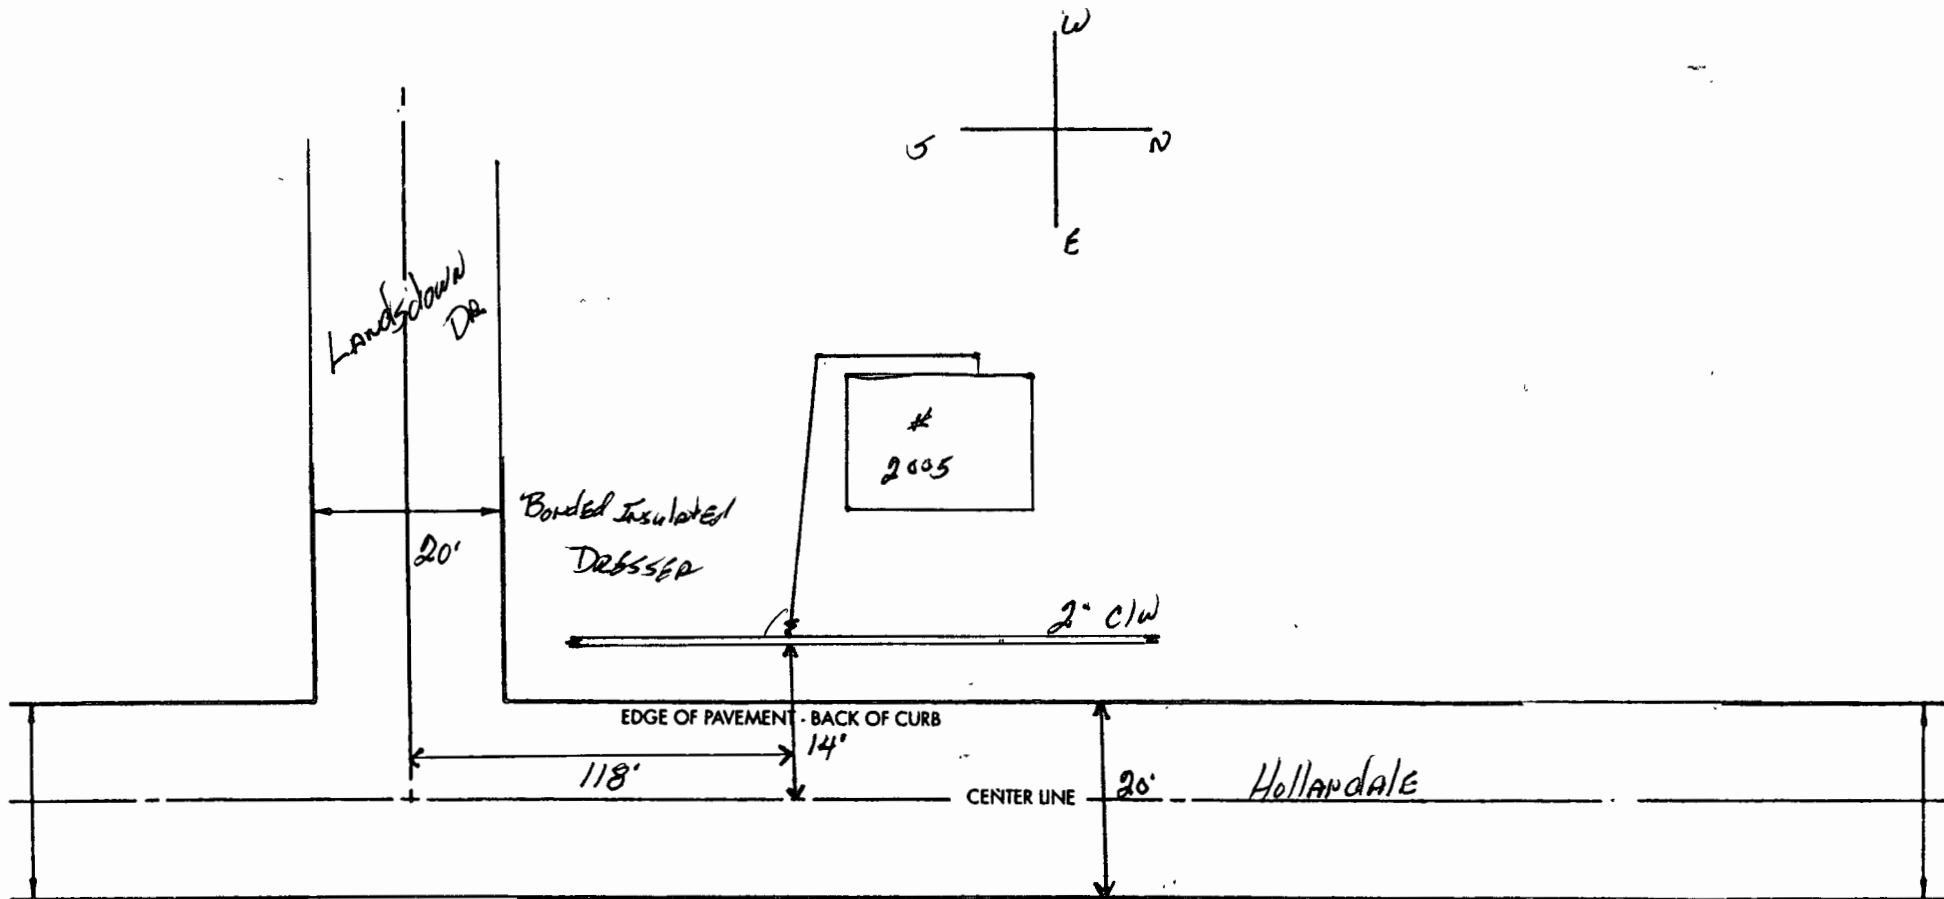 W
S
N
E
Landsdown
Dr
#
2005
Bonded Insulated
Dresser
20'
2" C/W
EDGE OF PAVEMENT - BACK OF CURB
14'
118'
CENTER LINE
20'
Hollandale